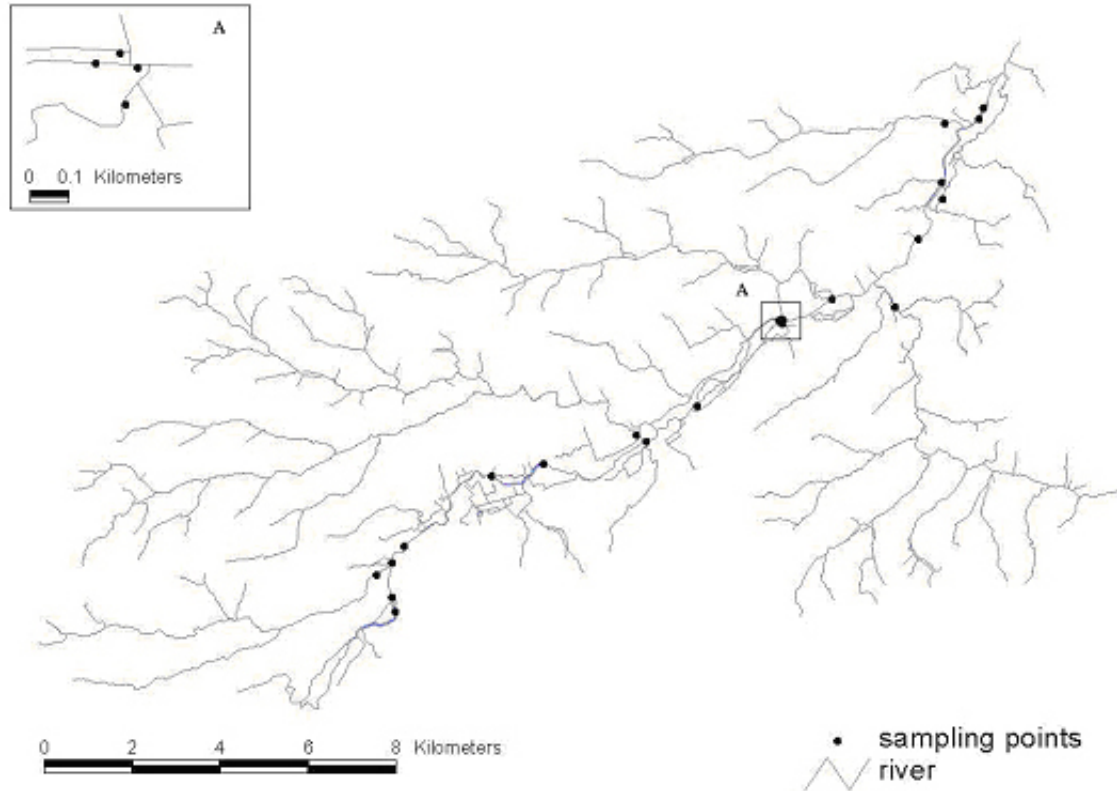 A
0 0.1 Kilometers
A
0 2 4 6 8 Kilometers
sampling points
river